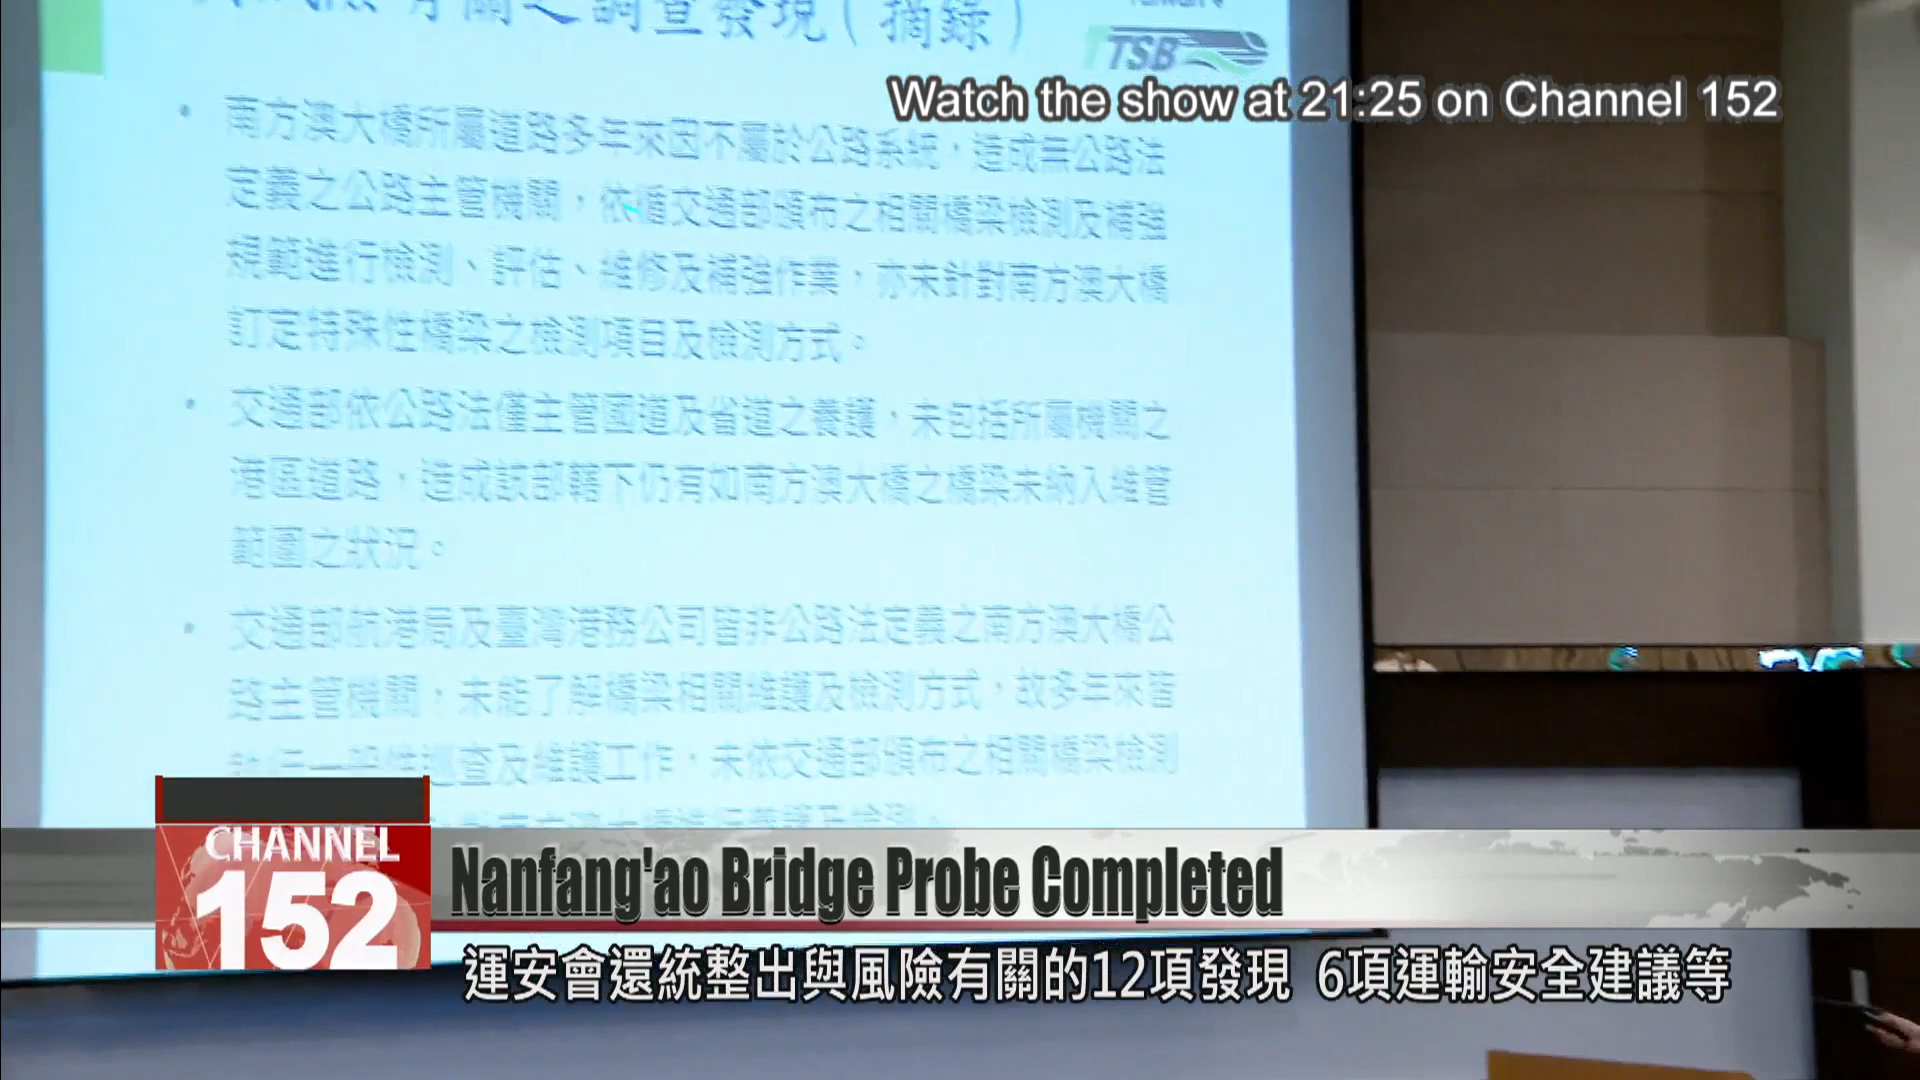 有關之調查發現(摘錄)
TSB
Watch the show at 21:25 on Channel 152
• 南方澳大橋所屬道路多年來因不屬於公路系統，造成無公路法
定義之公路主管機關，依循交通部頒布之相關橋梁檢測及補強
規範進行檢測、評估、維修及補強作業，亦未針對南方澳大橋
訂定特殊性橋梁之檢測項目及檢測方式。
• 交通部依公路法僅主管國道及省道之養護，未包括所屬機關之
港區道路，造成該部轄下仍有如南方澳大橋之橋梁未納入維管
範圍之狀況。
• 交通部航港局及臺灣港務公司皆非公路法定義之南方澳大橋公
路主管機關，未能了解橋梁相關維護及檢測方式，故多年來皆
巡查及維護工作，未依交通部頒布之相關橋梁檢測
CHANNEL
152
Nanfang'ao Bridge Probe Completed
運安會還統整出與風險有關的12項發現 6項運輸安全建議等